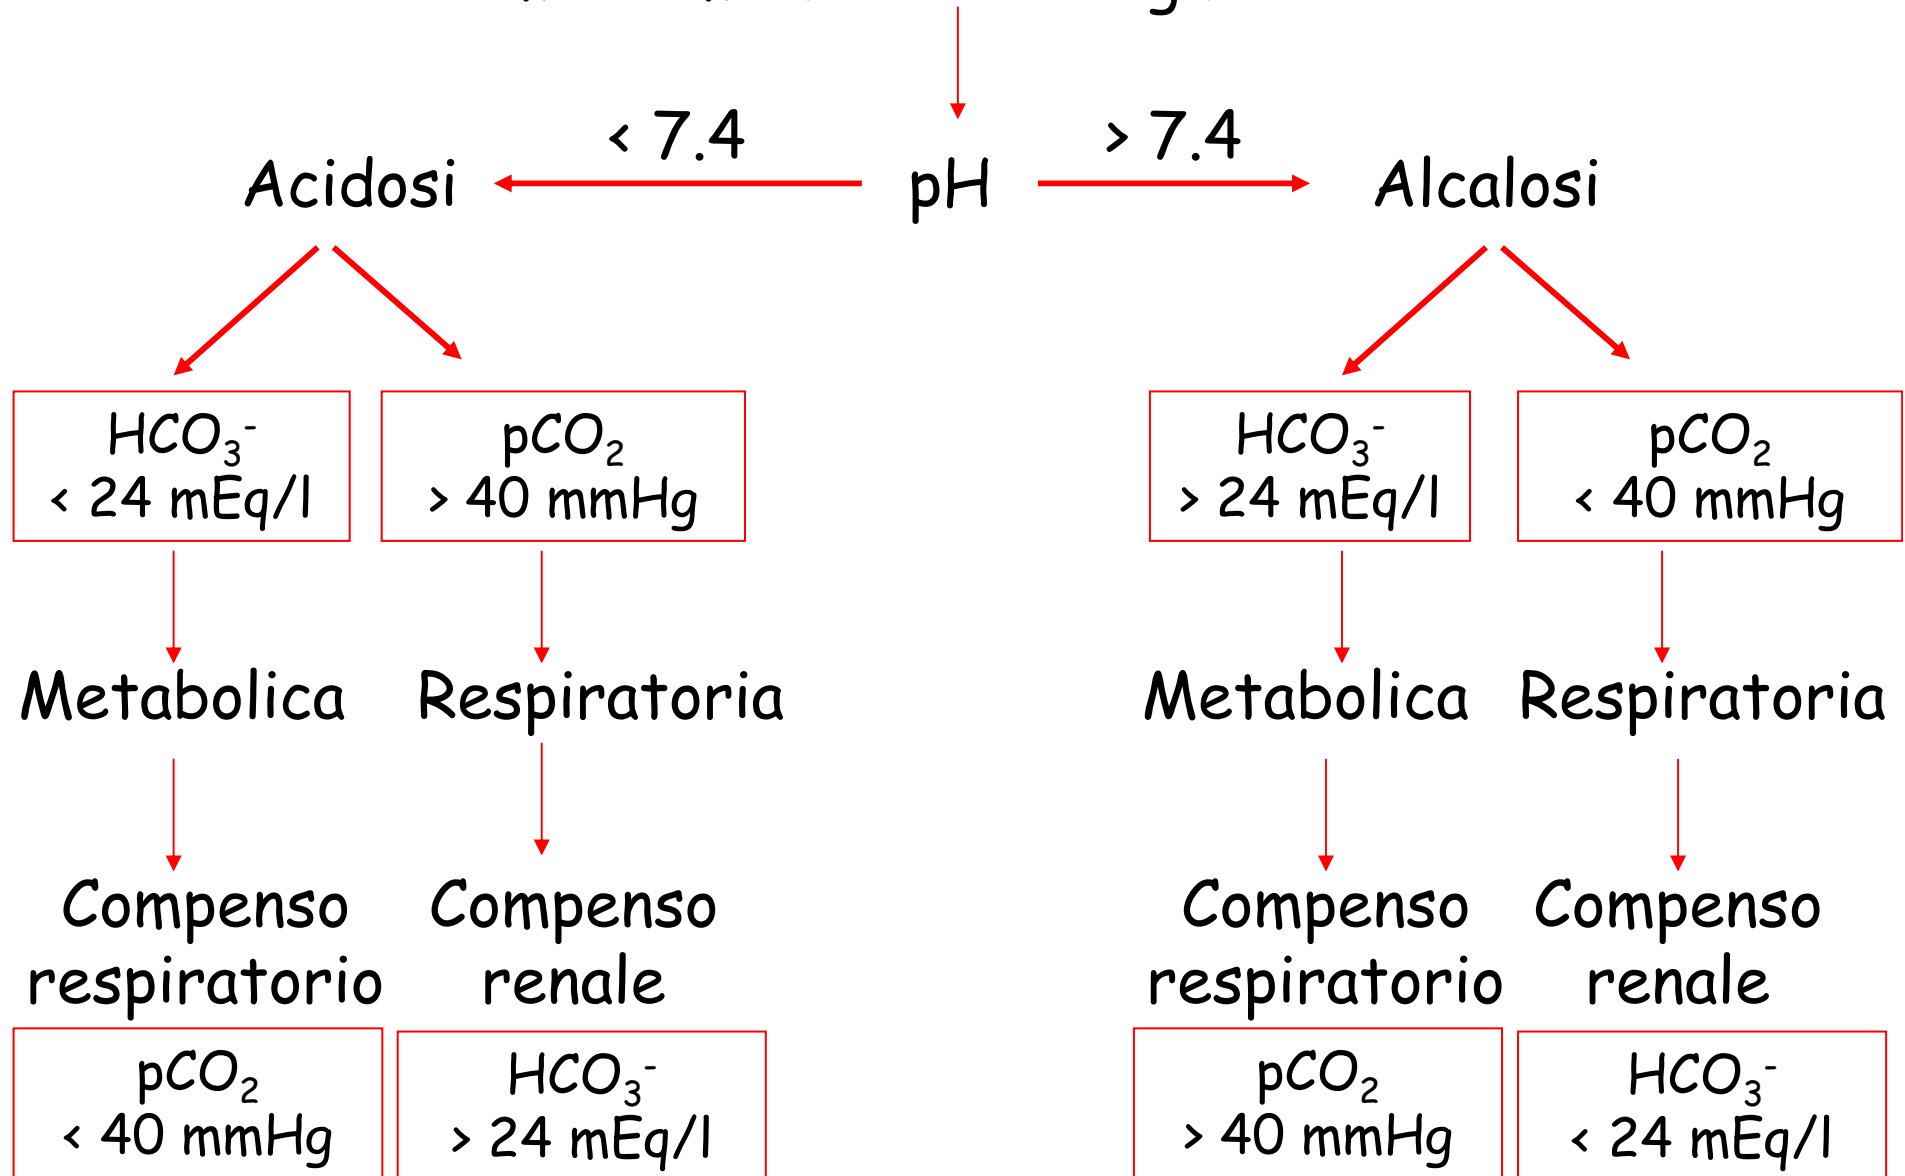 < 7.4
> 7.4
Acidosi
pH
Alcalosi
HCO₃⁻
< 24 mEq/l
pCO₂
> 40 mmHg
HCO₃⁻
> 24 mEq/l
pCO₂
< 40 mmHg
Metabolica
Respiratoria
Metabolica
Respiratoria
Compenso
respiratorio
Compenso
renale
Compenso
respiratorio
Compenso
renale
pCO₂
< 40 mmHg
HCO₃⁻
> 24 mEq/l
pCO₂
> 40 mmHg
HCO₃⁻
< 24 mEq/l